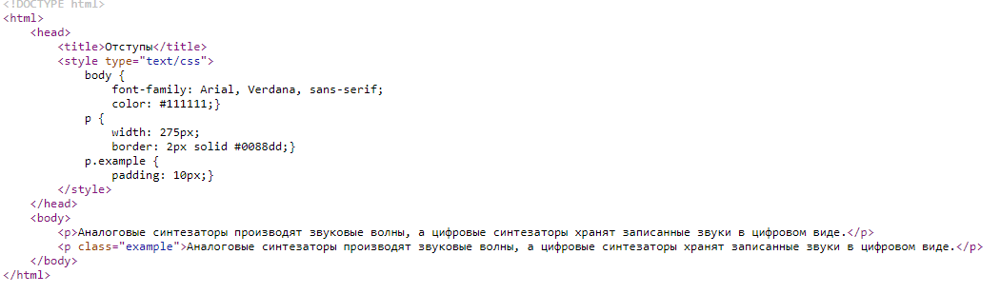 <!DOCTYPE html>
<html>
    <head>
        <title>Отступы</title>
        <style type="text/css">
            body {
                font-family: Arial, Verdana, sans-serif;
                color: #111111;}
            p {
                width: 275px;
                border: 2px solid #0088dd;}
            p.example {
                padding: 10px;}
        </style>
    </head>
    <body>
        <p>Аналоговые синтезаторы производят звуковые волны, а цифровые синтезаторы хранят записанные звуки в цифровом виде.</p>
        <p class="example">Аналоговые синтезаторы производят звуковые волны, а цифровые синтезаторы хранят записанные звуки в цифровом виде.</p>
    </body>
</html>